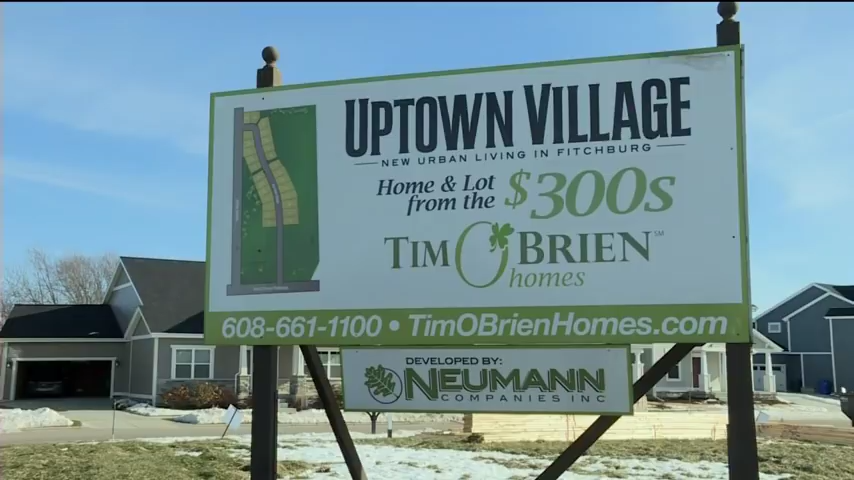 UPTOWN VILLAGE
NEW URBAN LIVING IN FITCHBURG
Home & Lot
from the $300s
TIM O'BRIEN℠
homes
608-661-1100 • TimOBrienHomes.com
DEVELOPED BY:
NEUMANN
COMPANIES INC